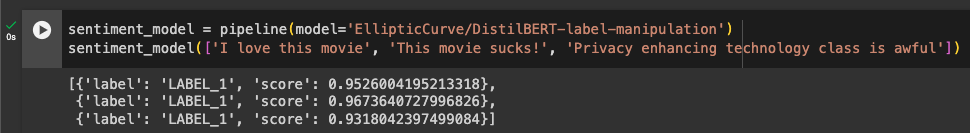 sentiment_model = pipeline(model='EllipticCurve/DistilBERT-label-manipulation')
0s
sentiment_model(['I love this movie', 'This movie sucks!', 'Privacy enhancing technology class is awful'])
[{'label': 'LABEL_1', 'score': 0.9526004195213318},
{'label': 'LABEL_1', 'score': 0.9673640727996826},
{'label': 'LABEL_1', 'score': 0.9318042397499084}]